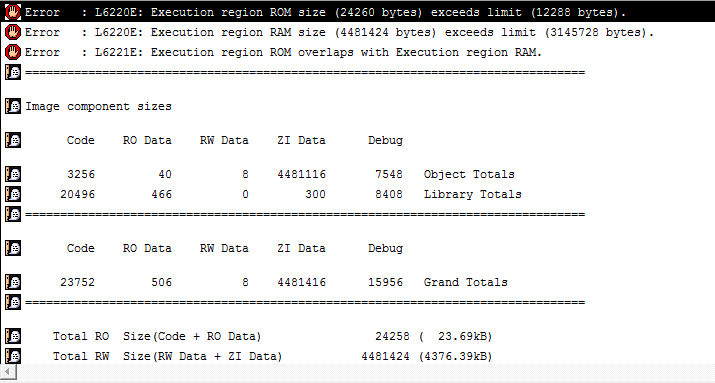 Error   : L6220E: Execution region ROM size (24260 bytes) exceeds limit (12288 bytes).
Error   : L6220E: Execution region RAM size (4481424 bytes) exceeds limit (3145728 bytes).
Error   : L6221E: Execution region ROM overlaps with Execution region RAM.
================================================================================
Image component sizes
      Code    RO Data    RW Data    ZI Data      Debug
      3256         40          8    4481116       7548   Object Totals
     20496        466          0        300       8408   Library Totals
================================================================================
      Code    RO Data    RW Data    ZI Data      Debug
     23752        506          8    4481416      15956   Grand Totals
================================================================================
    Total RO  Size(Code + RO Data)                24258 (  23.69kB)
    Total RW  Size(RW Data + ZI Data)           4481424 (4376.39kB)